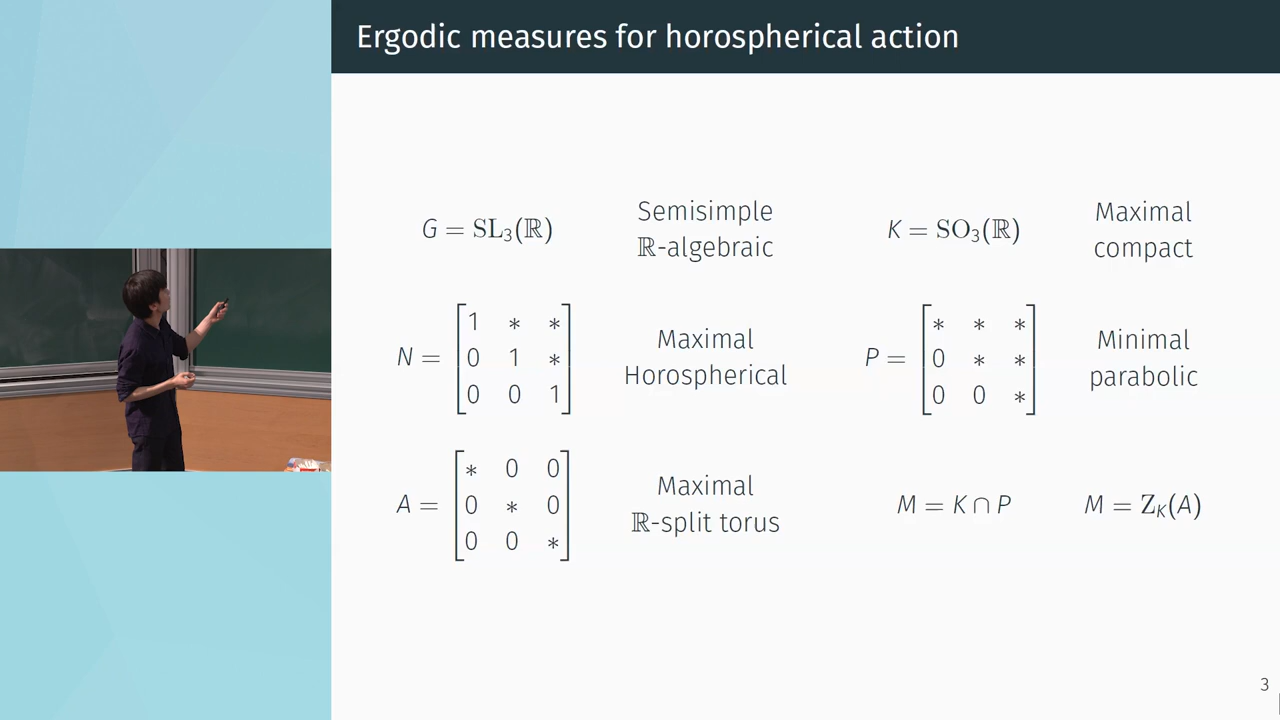 Ergodic measures for horospherical action
G = SL₃(ℝ)
Semisimple
ℝ-algebraic
K = SO₃(ℝ)
Maximal
compact
N = [1 * *
0 1 *
0 0 1]
Maximal
Horospherical
P = [* * *
0 * *
0 0 *]
Minimal
parabolic
A = [* 0 0
0 * 0
0 0 *]
Maximal
ℝ-split torus
M = K ∩ P
M = Z_K(A)
3